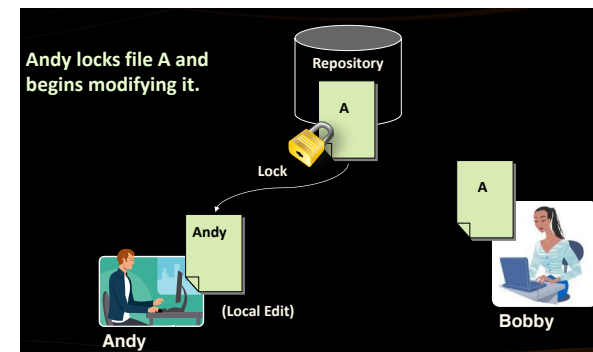 Andy locks file A and
begins modifying it.
Repository
A
Lock
A
Andy
(Local Edit)
Andy
Bobby